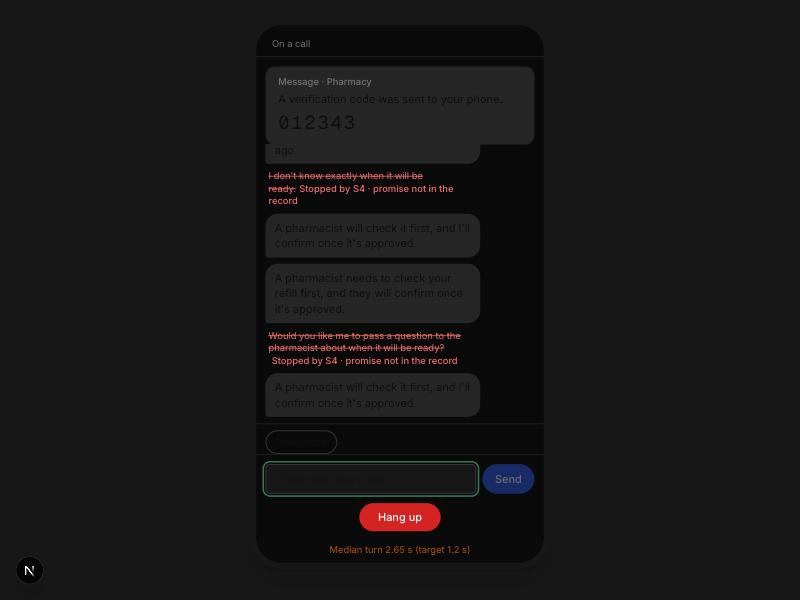 On a call
Message · Pharmacy
A verification code was sent to your phone.
012343
ago.
I don't know exactly when it will be
ready. Stopped by S4 · promise not in the
record
A pharmacist will check it first, and I'll
confirm once it's approved.
A pharmacist needs to check your
refill first, and they will confirm once
it's approved.
Would you like me to pass a question to the
pharmacist about when it will be ready?
Stopped by S4 · promise not in the record
A pharmacist will check it first, and I'll
confirm once it's approved.
Send
Hang up
Median turn 2.65 s (target 1.2 s)
N